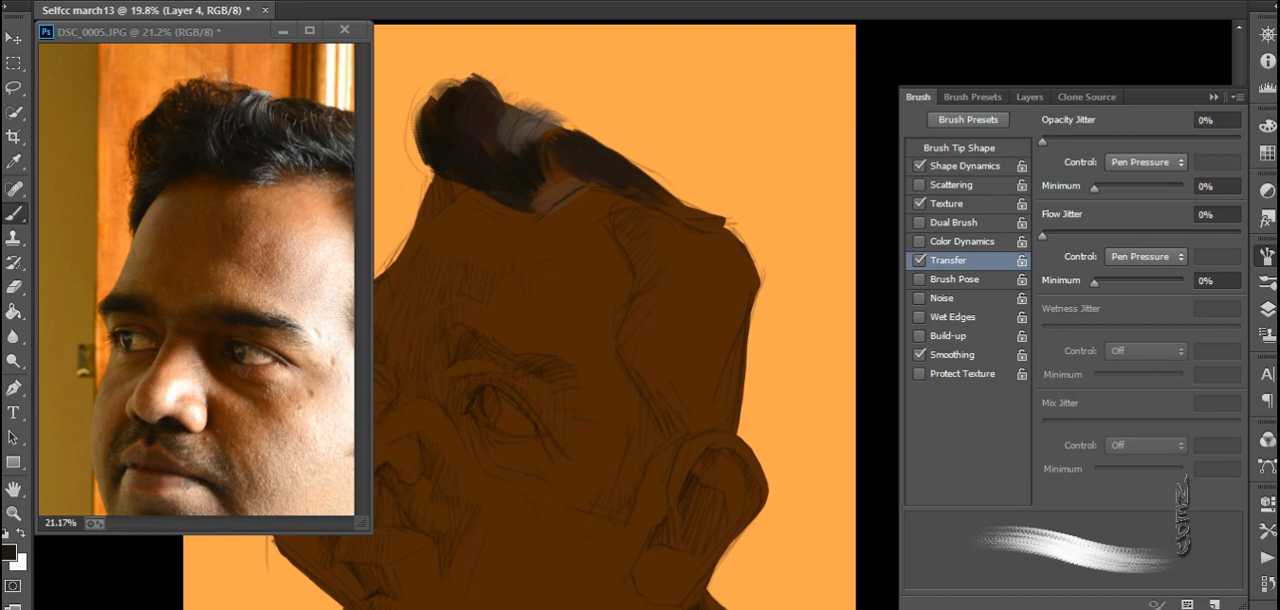 Selfcc march13 @ 19.8% (Layer 4, RGB/8) * ×
Ps DSC_0005.JPG @ 21.2% (RGB/8) *
21.17%
Brush Brush Presets Layers Clone Source
Brush Presets
Brush Tip Shape
Shape Dynamics
Scattering
Texture
Dual Brush
Color Dynamics
Transfer
Brush Pose
Noise
Wet Edges
Build-up
Smoothing
Protect Texture
Opacity Jitter 0%
Control: Pen Pressure
Minimum 0%
Flow Jitter 0%
Control: Pen Pressure
Minimum 0%
Wetness Jitter
Control: Off
Minimum
Mix Jitter
Control: Off
Minimum